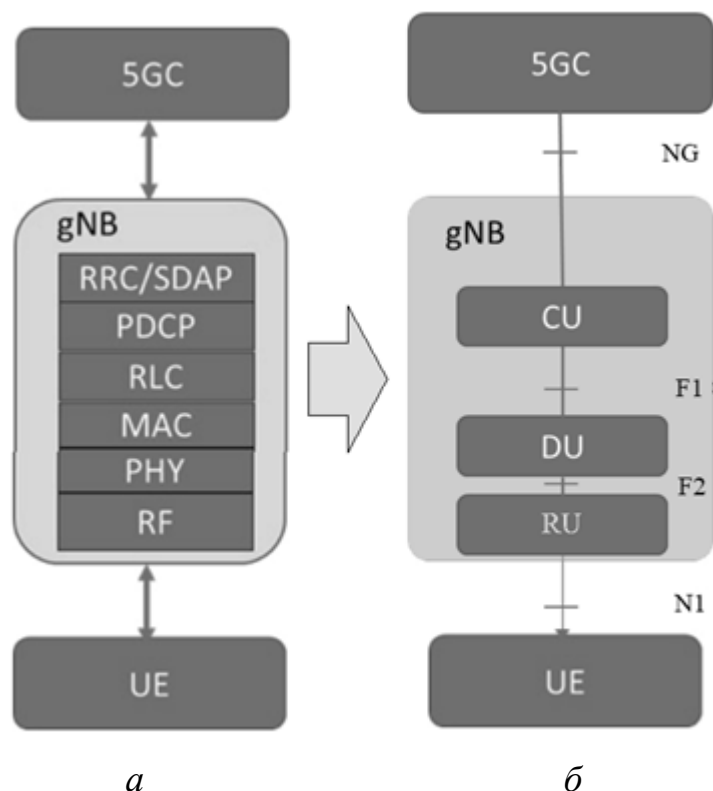 5GC
gNB
RRC/SDAP
PDCP
RLC
MAC
PHY
RF
UE
а
5GC
NG
gNB
CU
F1
DU
F2
RU
N1
UE
б